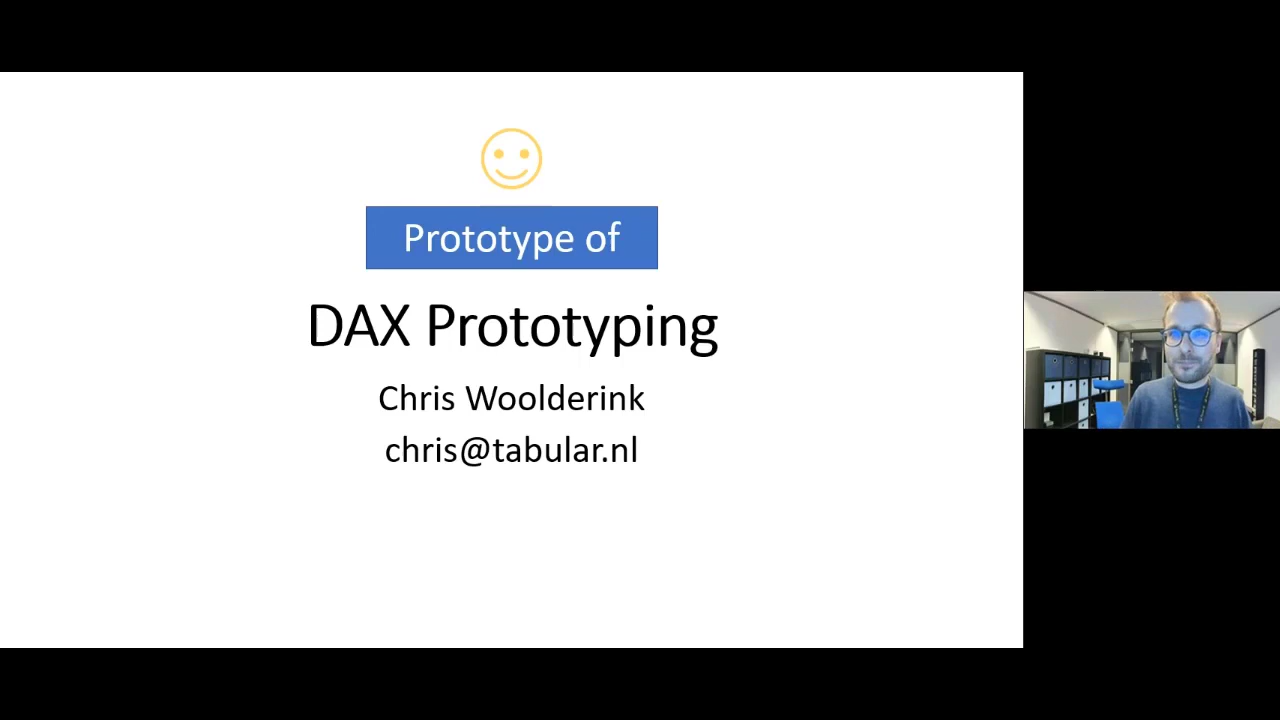 Prototype of
DAX Prototyping
Chris Woolderink
chris@tabular.nl